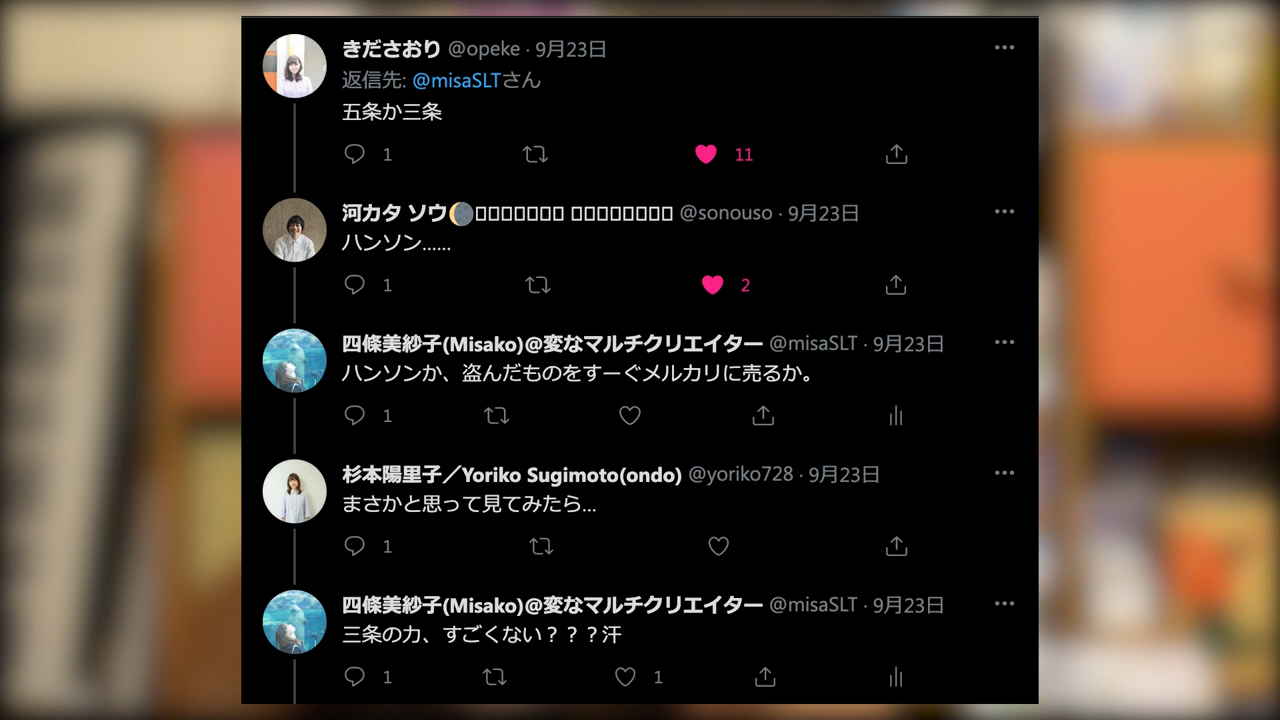 きださおり @opeke · 9月23日
返信先: @misaSLTさん
五条か三条
1 11
河カタ ソウ🌘▯▯▯▯▯▯▯ ▯▯▯▯▯▯▯▯ @sonouso · 9月23日
ハンソン......
1 2
四條美紗子(Misako)@変なマルチクリエイター @misaSLT · 9月23日
ハンソンか、盗んだものをすーぐメルカリに売るか。
1
杉本陽里子／Yoriko Sugimoto(ondo) @yoriko728 · 9月23日
まさかと思って見てみたら...
1
四條美紗子(Misako)@変なマルチクリエイター @misaSLT · 9月23日
三条の力、すごくない？？？汗
1 1